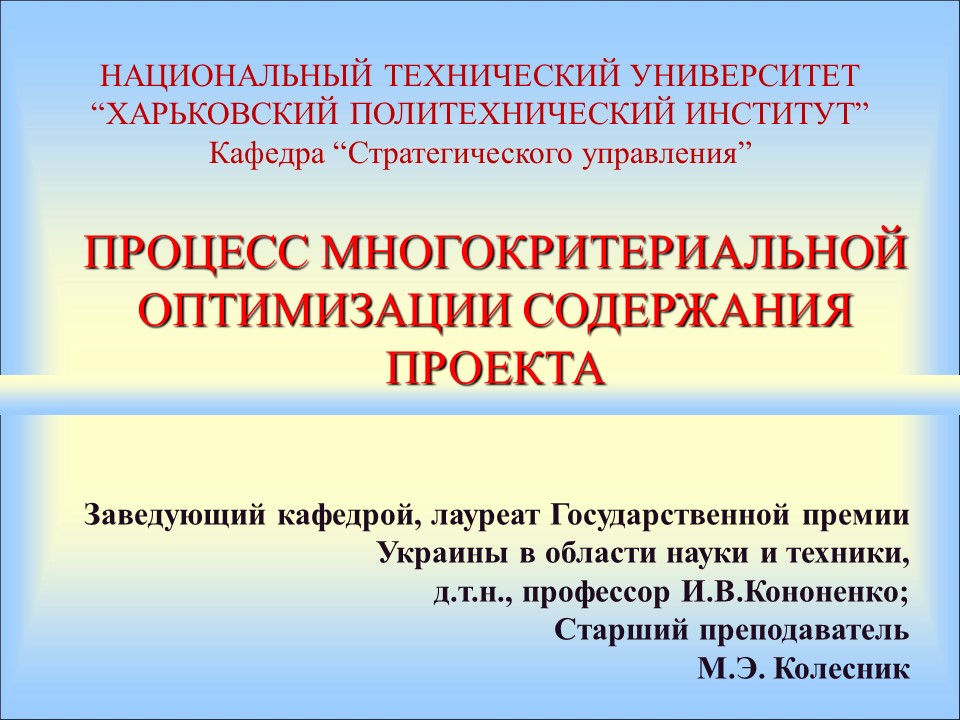 НАЦИОНАЛЬНЫЙ ТЕХНИЧЕСКИЙ УНИВЕРСИТЕТ
“ХАРЬКОВСКИЙ ПОЛИТЕХНИЧЕСКИЙ ИНСТИТУТ”
Кафедра “Стратегического управления”
ПРОЦЕСС МНОГОКРИТЕРИАЛЬНОЙ
ОПТИМИЗАЦИИ СОДЕРЖАНИЯ
ПРОЕКТА
Заведующий кафедрой, лауреат Государственной премии
Украины в области науки и техники,
д.т.н., профессор И.В.Кононенко;
Старший преподаватель
М.Э. Колесник